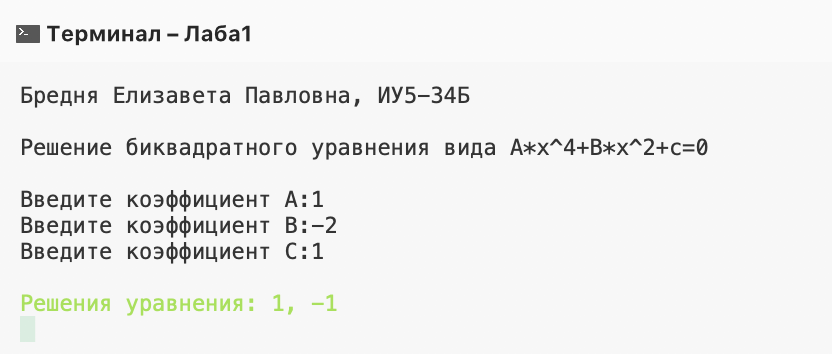 Терминал – Лаба1
Бредня Елизавета Павловна, ИУ5-34Б
Решение биквадратного уравнения вида A*x^4+B*x^2+c=0
Введите коэффициент A:1
Введите коэффициент B:-2
Введите коэффициент C:1
Решения уравнения: 1, -1